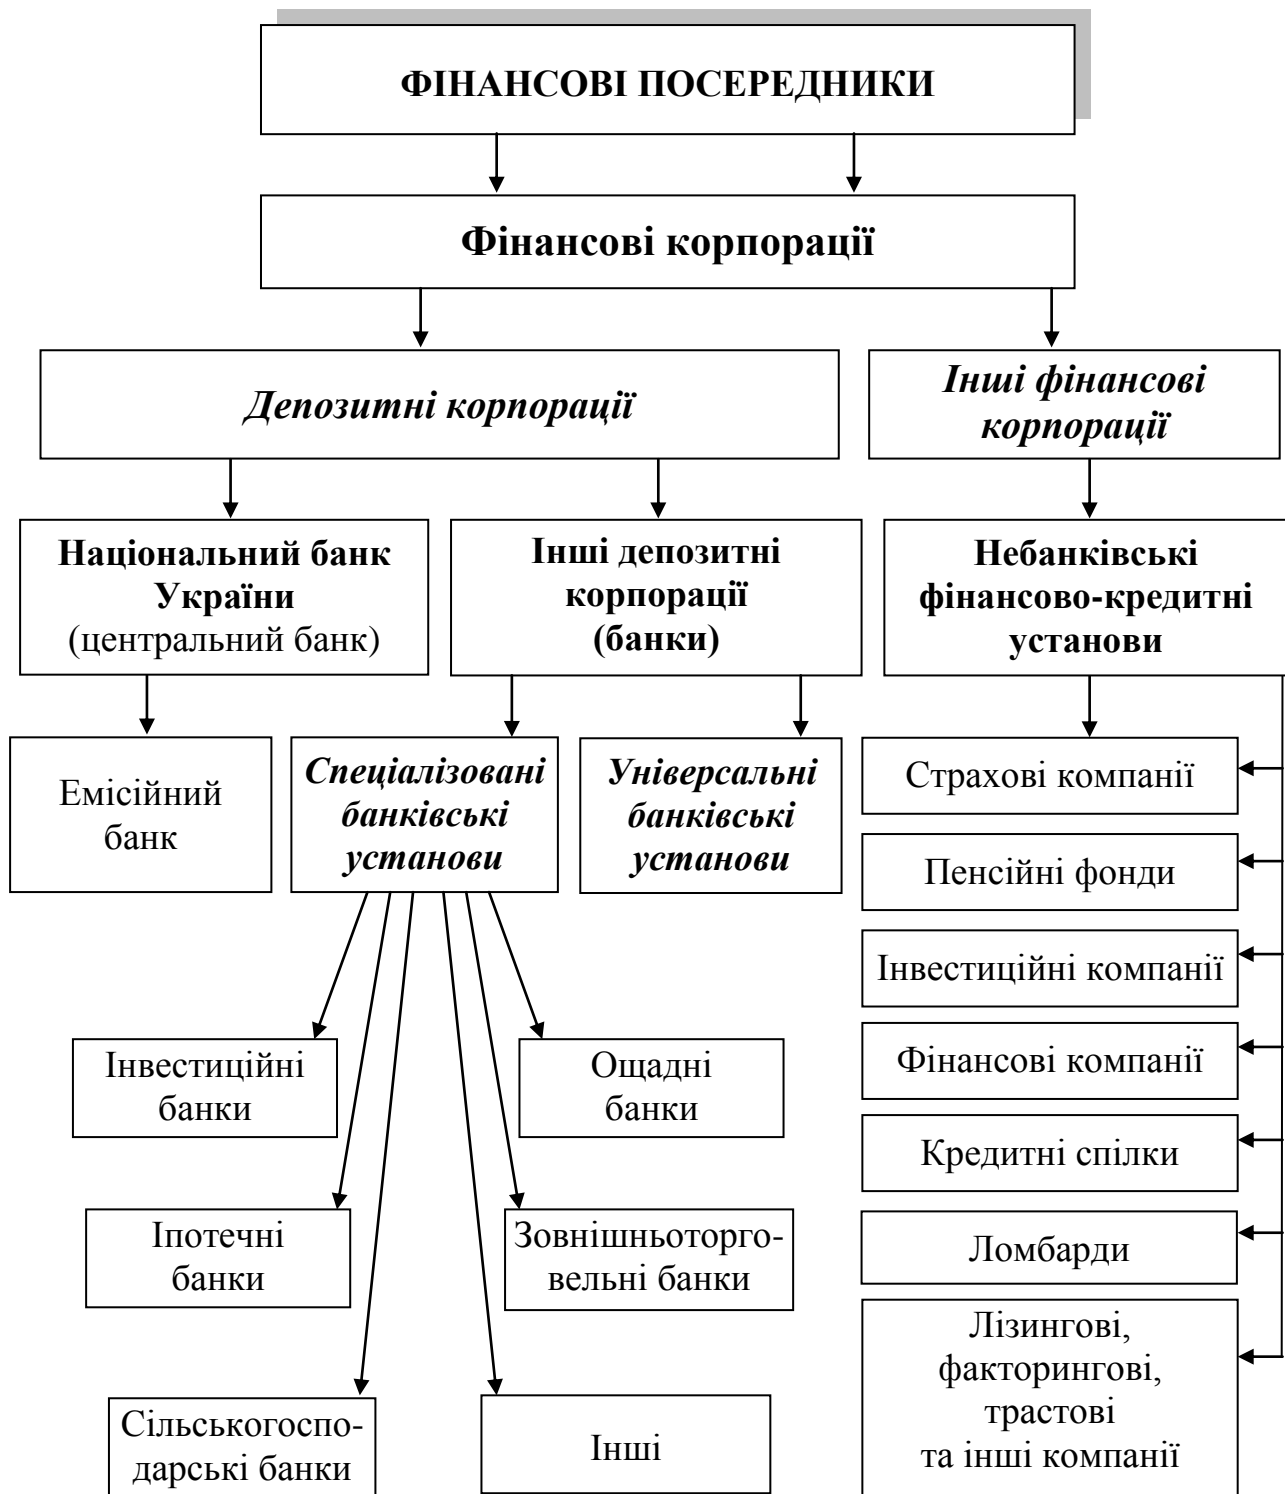 ФІНАНСОВІ ПОСЕРЕДНИКИ
Фінансові корпорації
Депозитні корпорації
Інші фінансові
корпорації
Національний банк
України
(центральний банк)
Інші депозитні
корпорації
(банки)
Небанківські
фінансово-кредитні
установи
Емісійний
банк
Спеціалізовані
банківські
установи
Універсальні
банківські
установи
Страхові компанії
Пенсійні фонди
Інвестиційні компанії
Фінансові компанії
Кредитні спілки
Ломбарди
Лізингові,
факторингові,
трастові
та інші компанії
Інвестиційні
банки
Ощадні
банки
Іпотечні
банки
Зовнішньоторго-
вельні банки
Сільськогоспо-
дарські банки
Інші